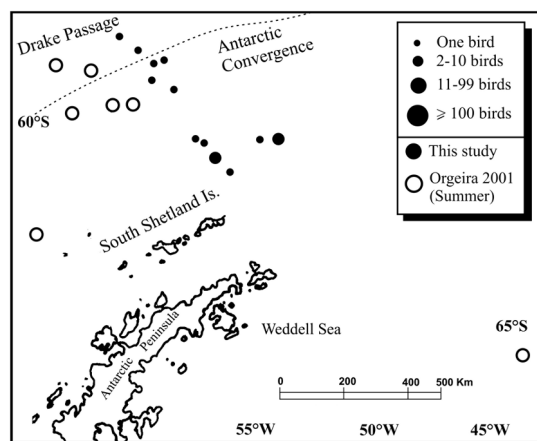 Drake Passage
Antarctic
Convergence
60°S
One bird
2-10 birds
11-99 birds
⩾ 100 birds
This study
Orgeira 2001
(Summer)
South Shetland Is.
Antarctic
Peninsula
Weddell Sea
65°S
0 200 400 500 Km
55°W 50°W 45°W